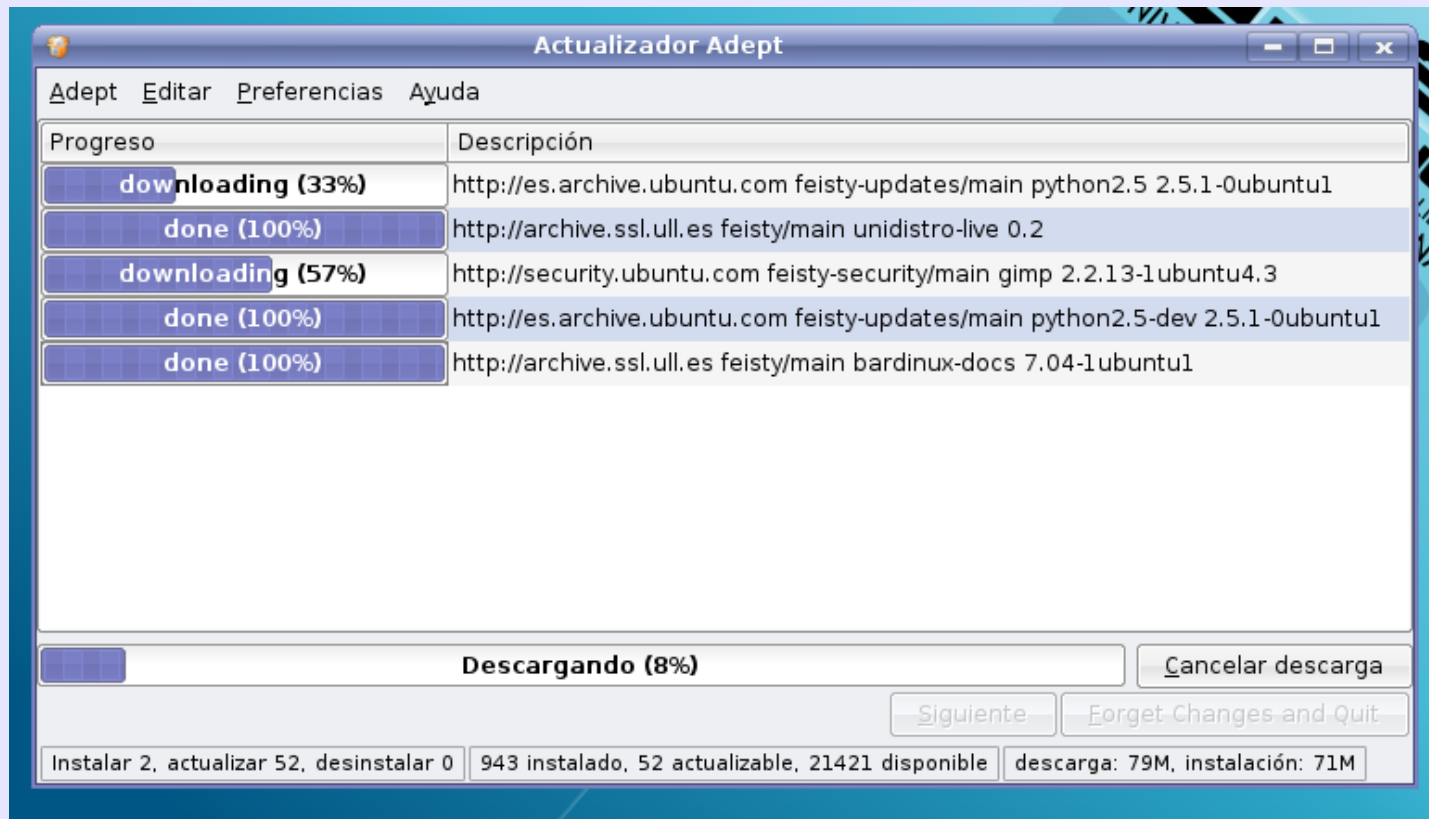 Actualizador Adept
Adept Editar Preferencias Ayuda
Progreso Descripción
downloading (33%) http://es.archive.ubuntu.com feisty-updates/main python2.5 2.5.1-0ubuntu1
done (100%) http://archive.ssl.ull.es feisty/main unidistro-live 0.2
downloading (57%) http://security.ubuntu.com feisty-security/main gimp 2.2.13-1ubuntu4.3
done (100%) http://es.archive.ubuntu.com feisty-updates/main python2.5-dev 2.5.1-0ubuntu1
done (100%) http://archive.ssl.ull.es feisty/main bardinux-docs 7.04-1ubuntu1
Descargando (8%) Cancelar descarga
Siguiente Forget Changes and Quit
Instalar 2, actualizar 52, desinstalar 0 943 instalado, 52 actualizable, 21421 disponible descarga: 79M, instalación: 71M